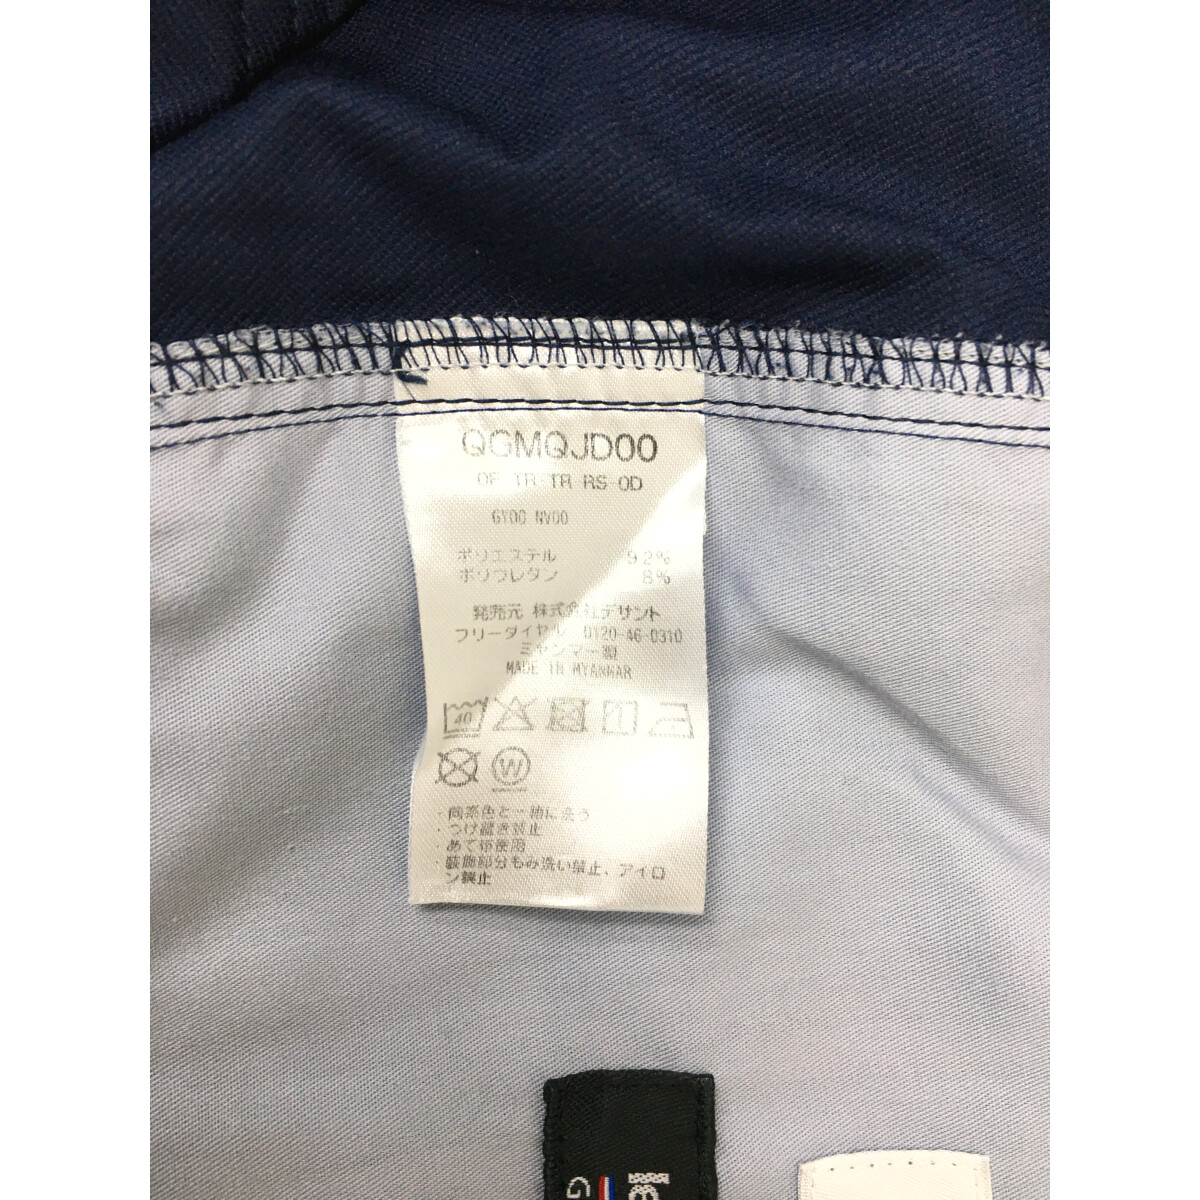 QGMQJD00
OF TR TR RS OD
GY00 NV00
ポリエステル 92%
ポリウレタン 8%
発売元 株式会社デサント
フリーダイヤル 0120-46-0310
ミャンマー製
MADE IN MYANMAR
40
W
・同系色と一緒に洗う
・つけ置き禁止
・あて布使用
・装飾部分もみ洗い禁止、アイロ
ン禁止
le
G